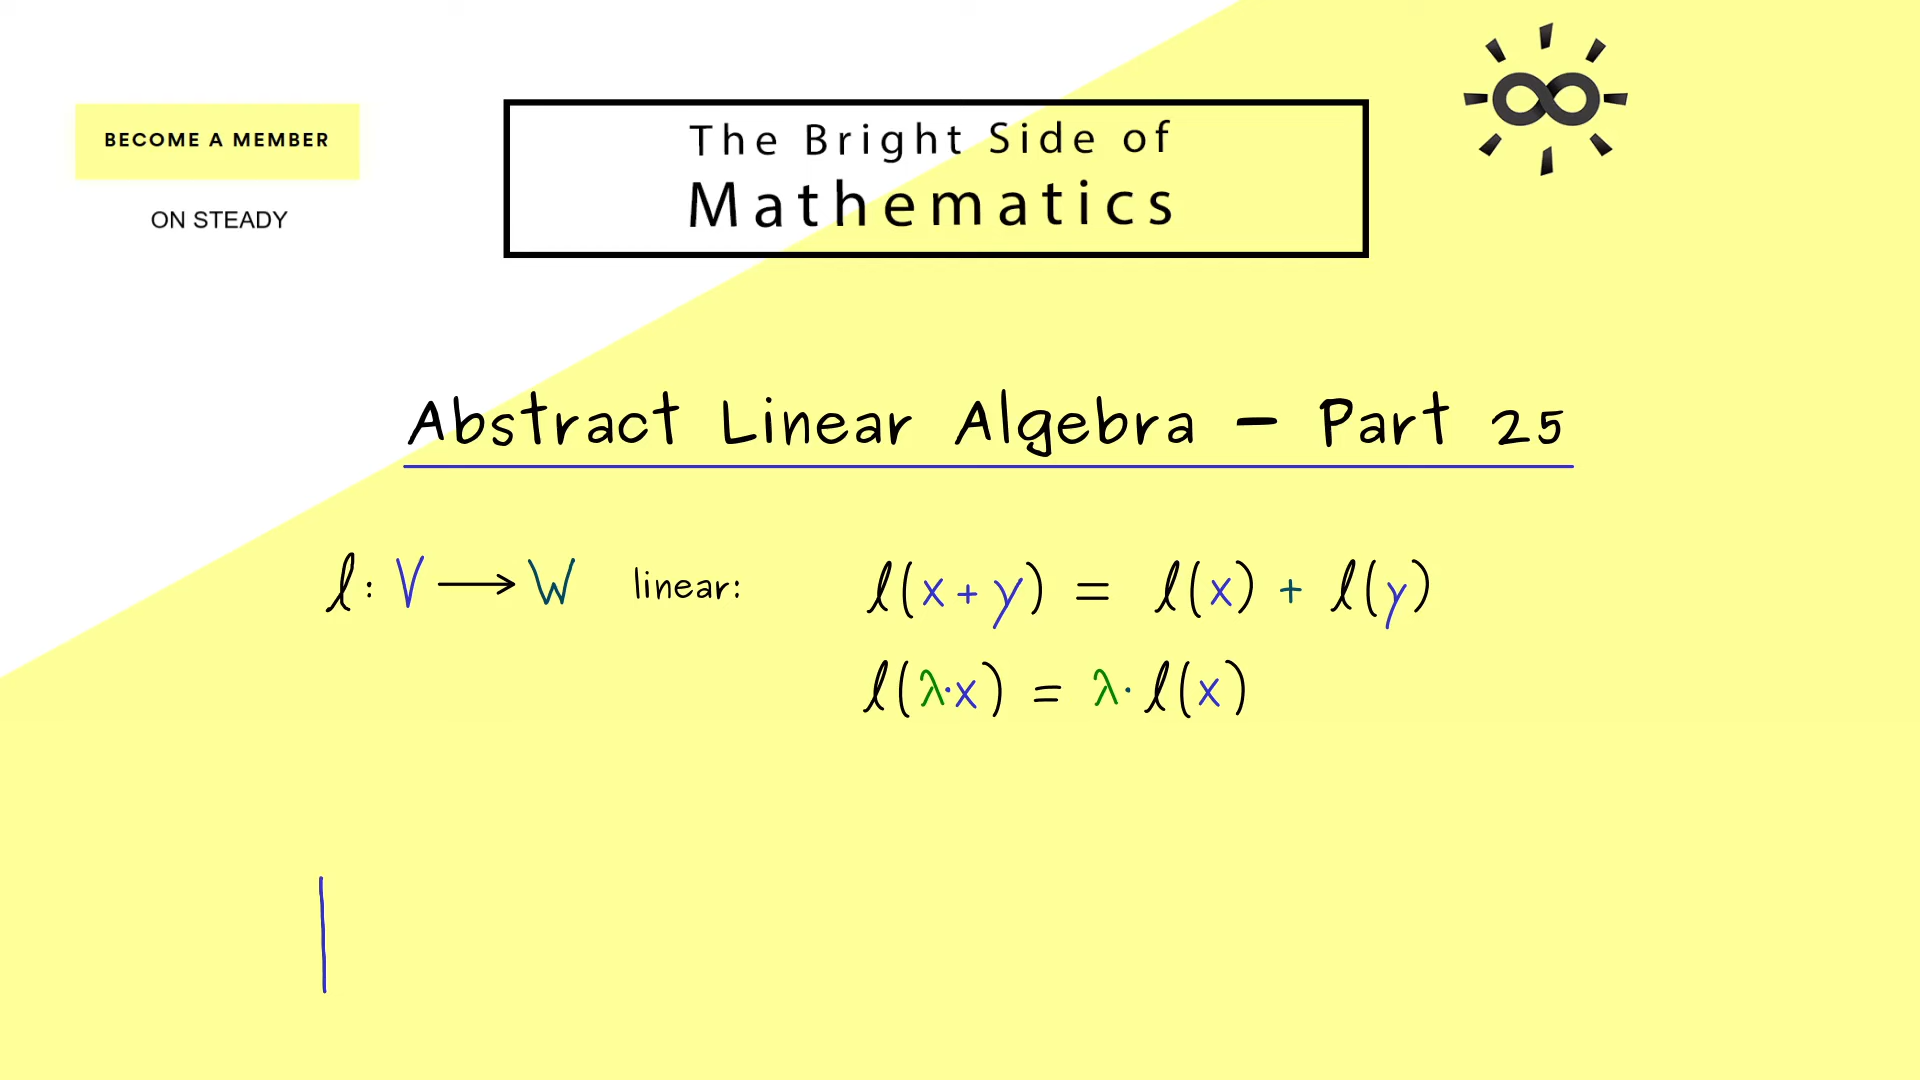 BECOME A MEMBER
ON STEADY
The Bright Side of
Mathematics
Abstract Linear Algebra – Part 25
ℓ: V ⟶ W linear: ℓ(x + y) = ℓ(x) + ℓ(y)
ℓ(λ·x) = λ· ℓ(x)